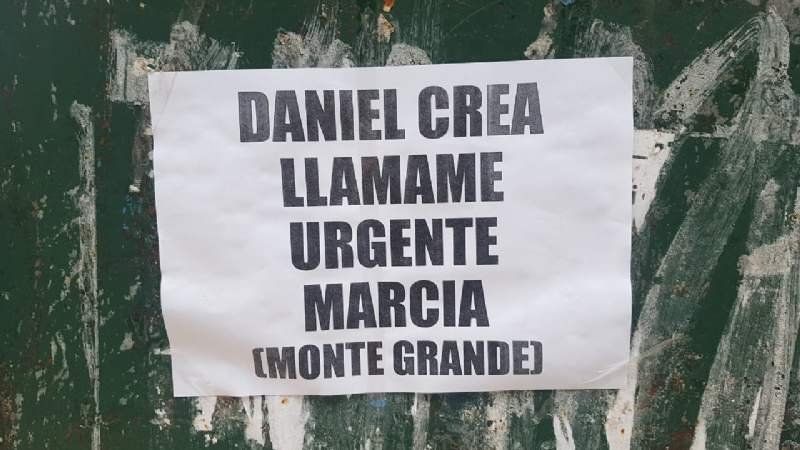 DANIEL CREA
LLAMAME
URGENTE
MARCIA
(MONTE GRANDE)